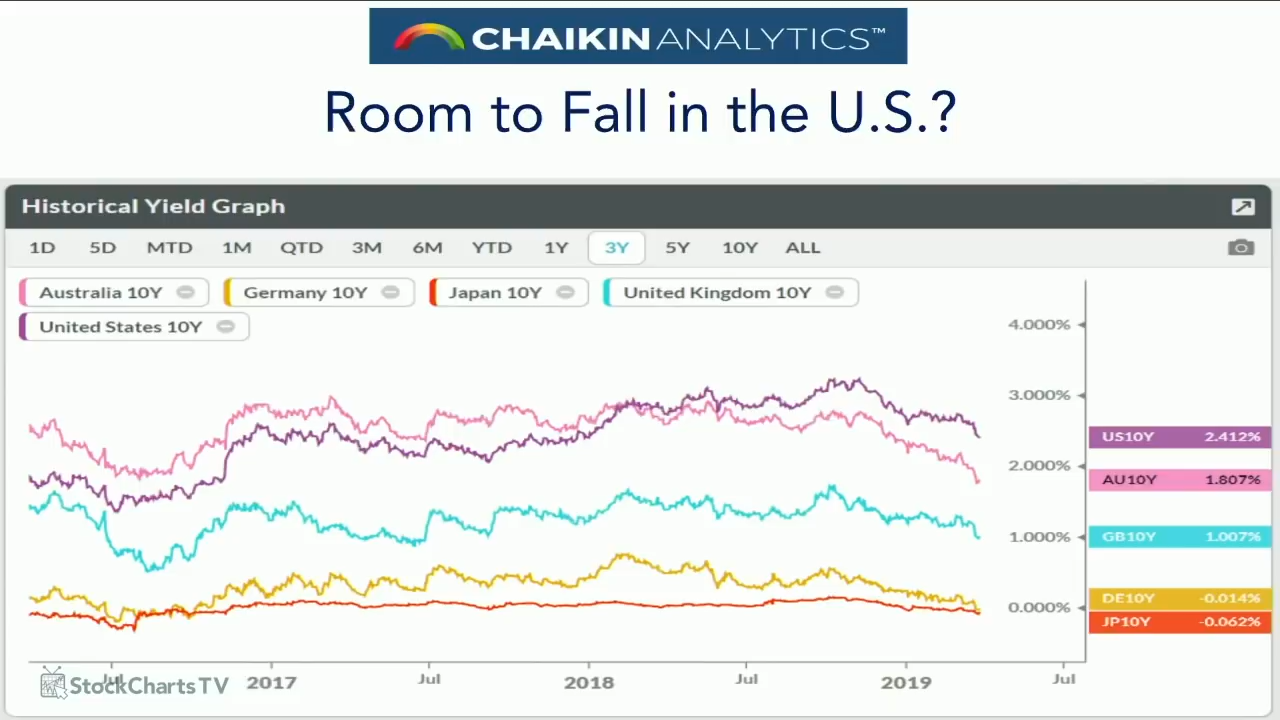 CHAIKIN ANALYTICS™
Room to Fall in the U.S.?
Historical Yield Graph
1D 5D MTD 1M QTD 3M 6M YTD 1Y 3Y 5Y 10Y ALL
Australia 10Y Germany 10Y Japan 10Y United Kingdom 10Y
United States 10Y
4.000%
3.000%
US10Y 2.412%
2.000%
AU10Y 1.807%
1.000%
GB10Y 1.007%
DE10Y -0.014%
0.000%
JP10Y -0.062%
Jul 2017 Jul 2018 Jul 2019 Jul
StockCharts TV